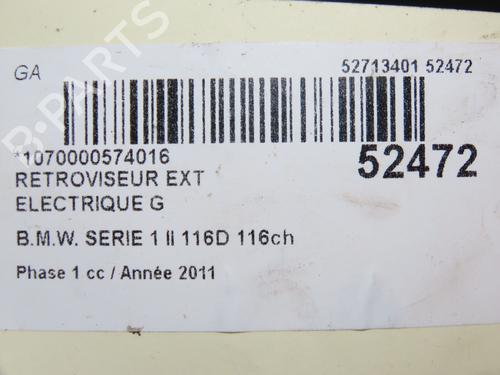 GA
52713401 52472
*1070000574016
52472
RETROVISEUR EXT
ELECTRIQUE G
B.M.W. SERIE 1 II 116D 116ch
Phase 1 cc / Année 2011
B-PARTS